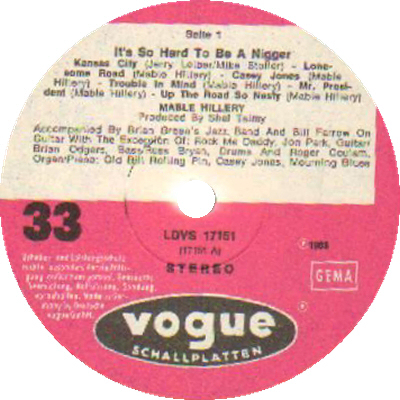 Seite 1
It's So Hard To Be A Nigger
Kansas City (Jerry Leiber/Mike Stoller) - Lone-
some Road (Mable Hillery) - Casey Jones (Mable
Hillery) - Trouble in Mind (Mable Hillery) - Mr. Presi-
dent (Mable Hillery) - Up The Road So Nasty (Mable Hillery)
MABLE HILLERY
Produced By Shel Talmy
Accompanied By Brian Green's Jazz Band And Bill Farrow On
Guitar With The Exception Of: Rock Me Daddy, Jon Park, Guitar/
Brian Odgers, Bass/Ross Bryan, Drums And Roger Coulam,
Organ/Piano: Old Bill Rolling Pin, Casey Jones, Mourning Blues
33
LDVS 17151
(17151 A)
STEREO
GEMA
vogue
SCHALLPLATTEN